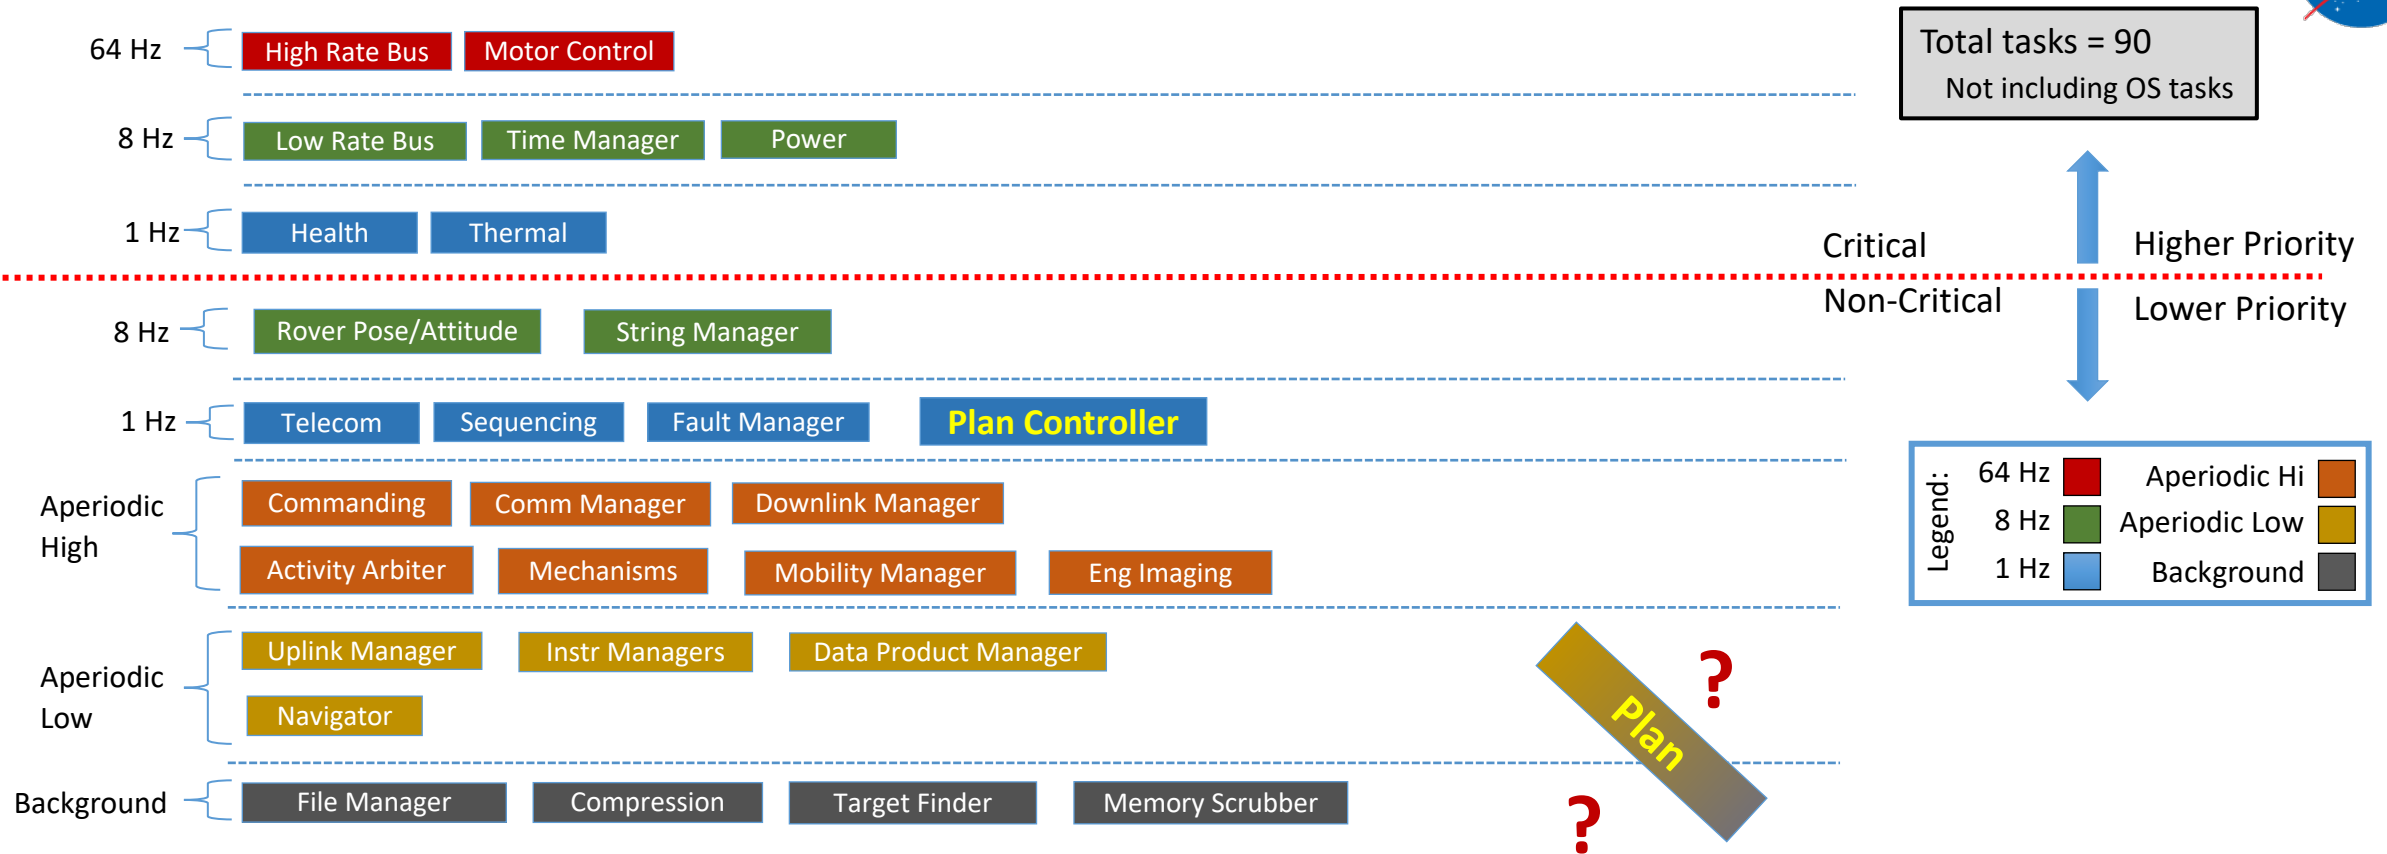 64 Hz
High Rate Bus
Motor Control
Total tasks = 90
Not including OS tasks
8 Hz
Low Rate Bus
Time Manager
Power
1 Hz
Health
Thermal
Critical
Higher Priority
Non-Critical
Lower Priority
8 Hz
Rover Pose/Attitude
String Manager
1 Hz
Telecom
Sequencing
Fault Manager
Plan Controller
Aperiodic
High
Commanding
Comm Manager
Downlink Manager
Activity Arbiter
Mechanisms
Mobility Manager
Eng Imaging
Legend:
64 Hz
Aperiodic Hi
8 Hz
Aperiodic Low
1 Hz
Background
Aperiodic
Low
Uplink Manager
Instr Managers
Data Product Manager
Navigator
Plan
?
Background
File Manager
Compression
Target Finder
Memory Scrubber
?